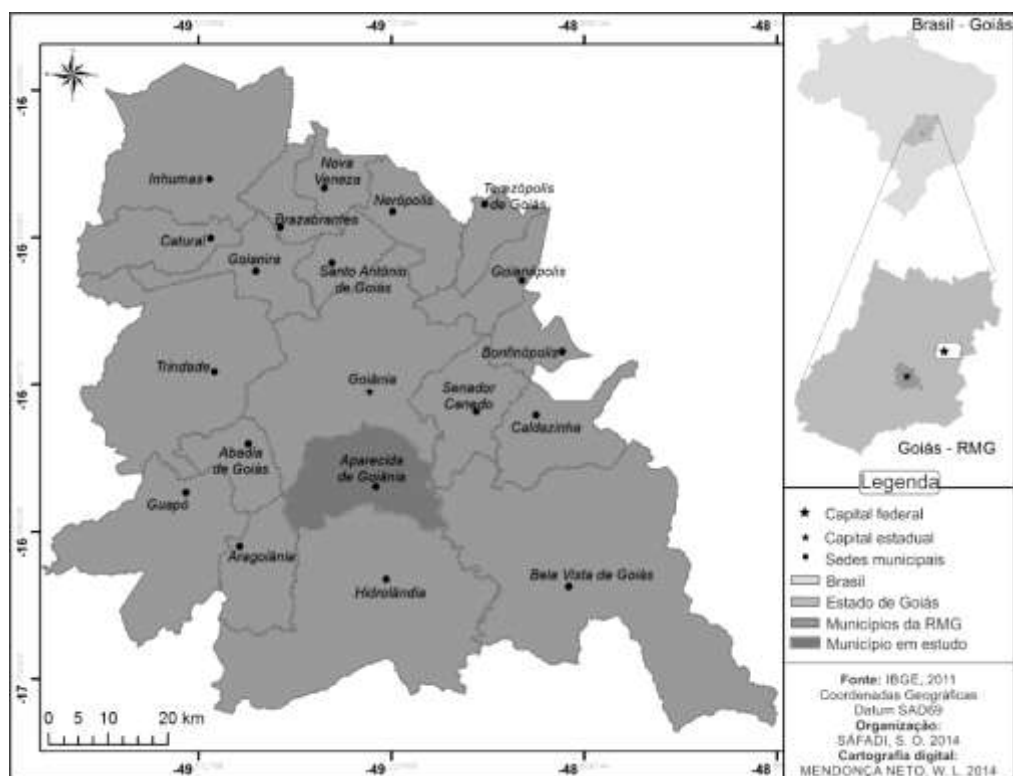 -49
-49
-48
-48
Brasil - Goiás
-16
-16
-16
-16
-17
Inhumas
Nova
Veneza
Nerópolis
Terezópolis
de Goiás
Brazabrantes
Catural
Goianira
Santo Antônio
de Goiás
Goianápolis
Trindade
Bonfinópolis
Goiânia
Senador
Canedo
Caldazinha
Abadia
de Goiás
Aparecida
de Goiânia
Guapó
Aragoiânia
Hidrolândia
Bela Vista de Goiás
0 5 10 20 km
-49
-49
-48
-48
Goiás - RMG
Legenda
Capital federal
Capital estadual
Sedes municipais
Brasil
Estado de Goiás
Municípios da RMG
Município em estudo
Fonte: IBGE, 2011
Coordenadas Geográficas
Datum SAD69
Organização:
SAFADI, S. O. 2014
Cartografia digital:
MENDONÇA NETO, W. L. 2014